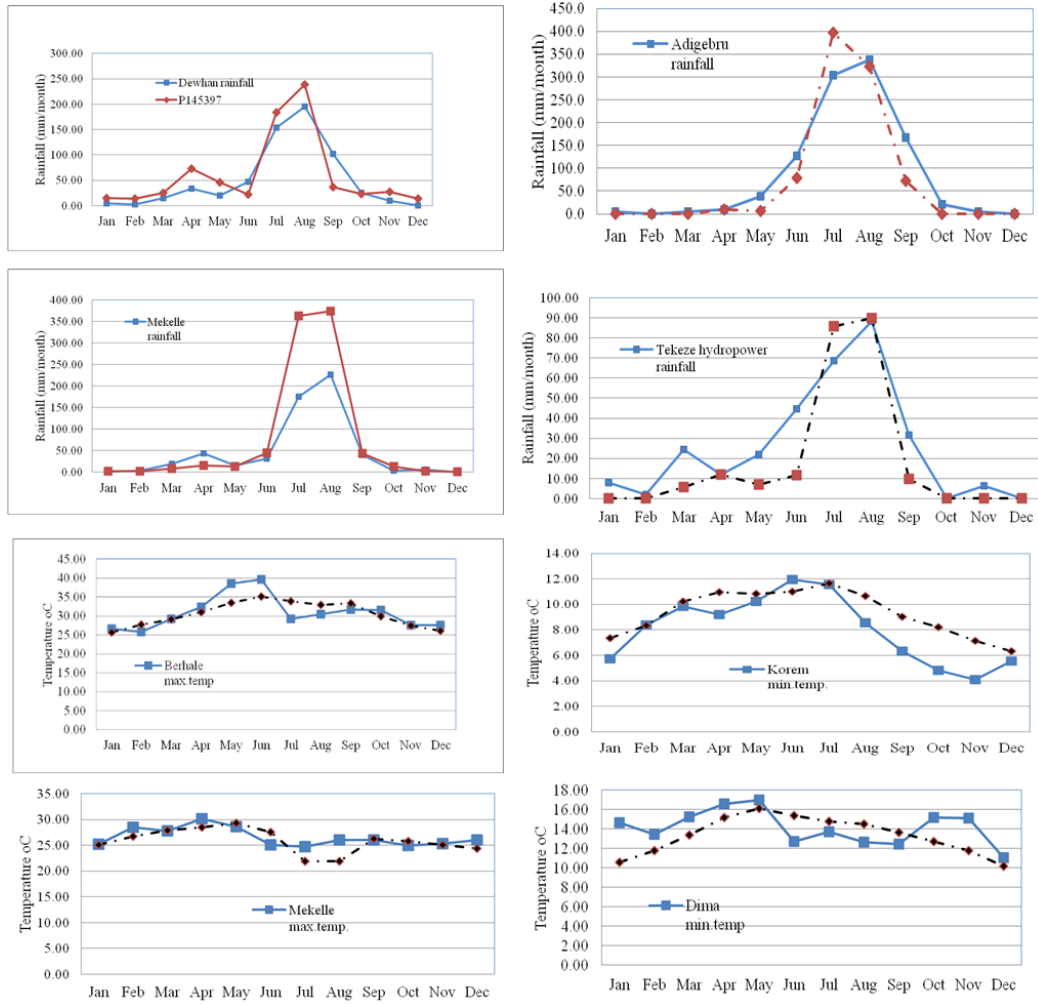 300.00
250.00
200.00
150.00
100.00
50.00
0.00
Rainfall (mm/month)
Dewhan rainfall
P145397
Jan Feb Mar Apr May Jun Jul Aug Sep Oct Nov Dec
450.0
400.0
350.0
300.0
250.0
200.0
150.0
100.0
50.0
0.0
Rainfall (mm/month)
Adigebru
rainfall
Jan Feb Mar Apr May Jun Jul Aug Sep Oct Nov Dec
400.00
350.00
300.00
250.00
200.00
150.00
100.00
50.00
0.00
Rainfall (mm/month)
Mekelle
rainfall
Jan Feb Mar Apr May Jun Jul Aug Sep Oct Nov Dec
100.00
90.00
80.00
70.00
60.00
50.00
40.00
30.00
20.00
10.00
0.00
Rainfall (mm/month)
Tekeze hydropower
rainfall
Jan Feb Mar Apr May Jun Jul Aug Sep Oct Nov Dec
45.00
40.00
35.00
30.00
25.00
20.00
15.00
10.00
5.00
0.00
Temperature oC
Berhale
max.temp
Jan Feb Mar Apr May Jun Jul Aug Sep Oct Nov Dec
14.00
12.00
10.00
8.00
6.00
4.00
2.00
0.00
Temperature oC
Korem
min.temp.
Jan Feb Mar Apr May Jun Jul Aug Sep Oct Nov Dec
35.00
30.00
25.00
20.00
15.00
10.00
5.00
0.00
Temperature oC
Mekelle
max.temp.
Jan Feb Mar Apr May Jun Jul Aug Sep Oct Nov Dec
18.00
16.00
14.00
12.00
10.00
8.00
6.00
4.00
2.00
0.00
Temperature oC
Dima
min.temp
Jan Feb Mar Apr May Jun Jul Aug Sep Oct Nov Dec